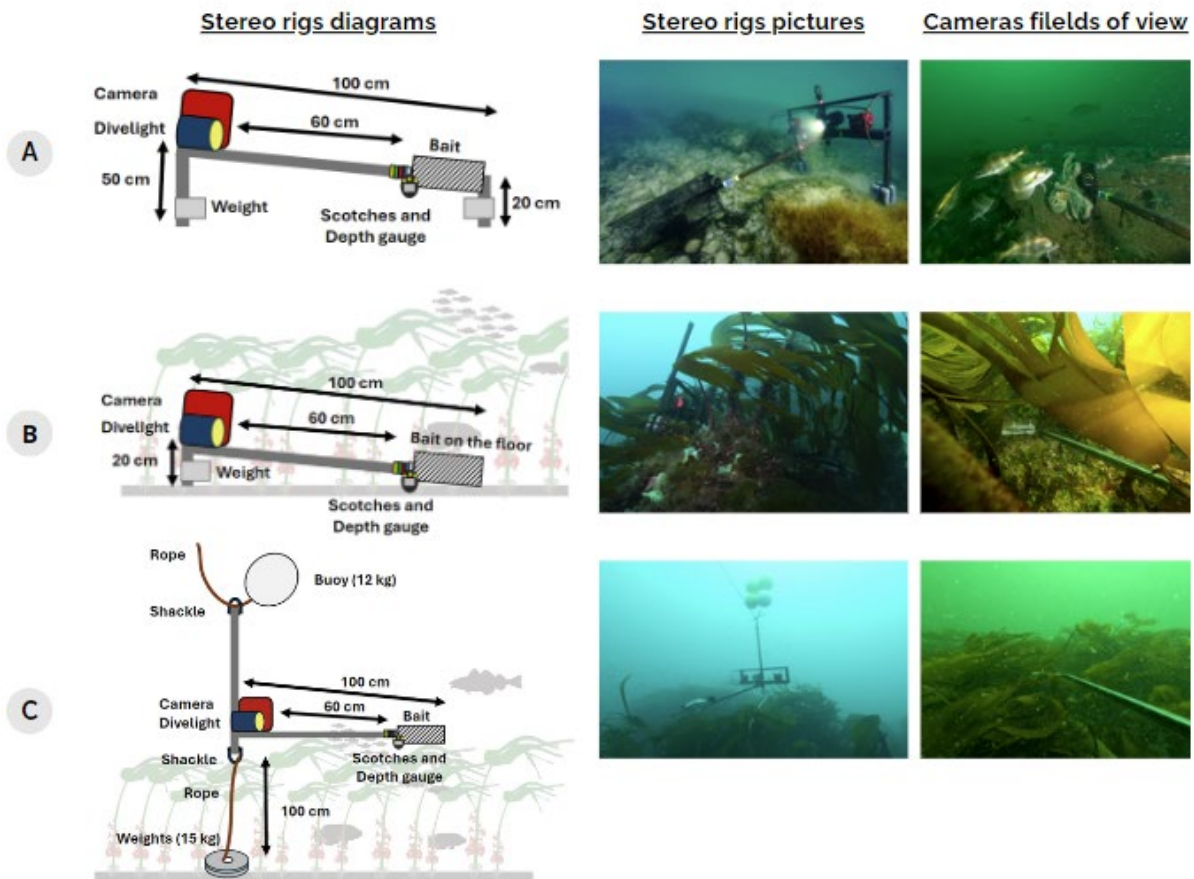 Stereo rigs diagrams
Stereo rigs pictures
Cameras filelds of view
A
100 cm
Camera
Divelight
60 cm
Bait
50 cm
Weight
20 cm
Scotches and
Depth gauge
B
100 cm
Camera
Divelight
60 cm
Bait on the floor
20 cm
Weight
Scotches and
Depth gauge
C
Rope
Buoy (12 kg)
Shackle
100 cm
Camera
Divelight
60 cm
Bait
Shackle
Scotches and
Depth gauge
Rope
100 cm
Weights (15 kg)